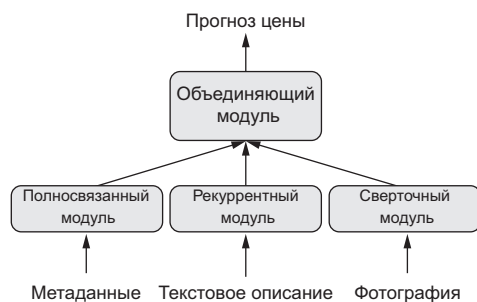 Прогноз цены
Объединяющий
модуль
Полносвязанный
модуль
Рекуррентный
модуль
Сверточный
модуль
Метаданные
Текстовое описание
Фотография